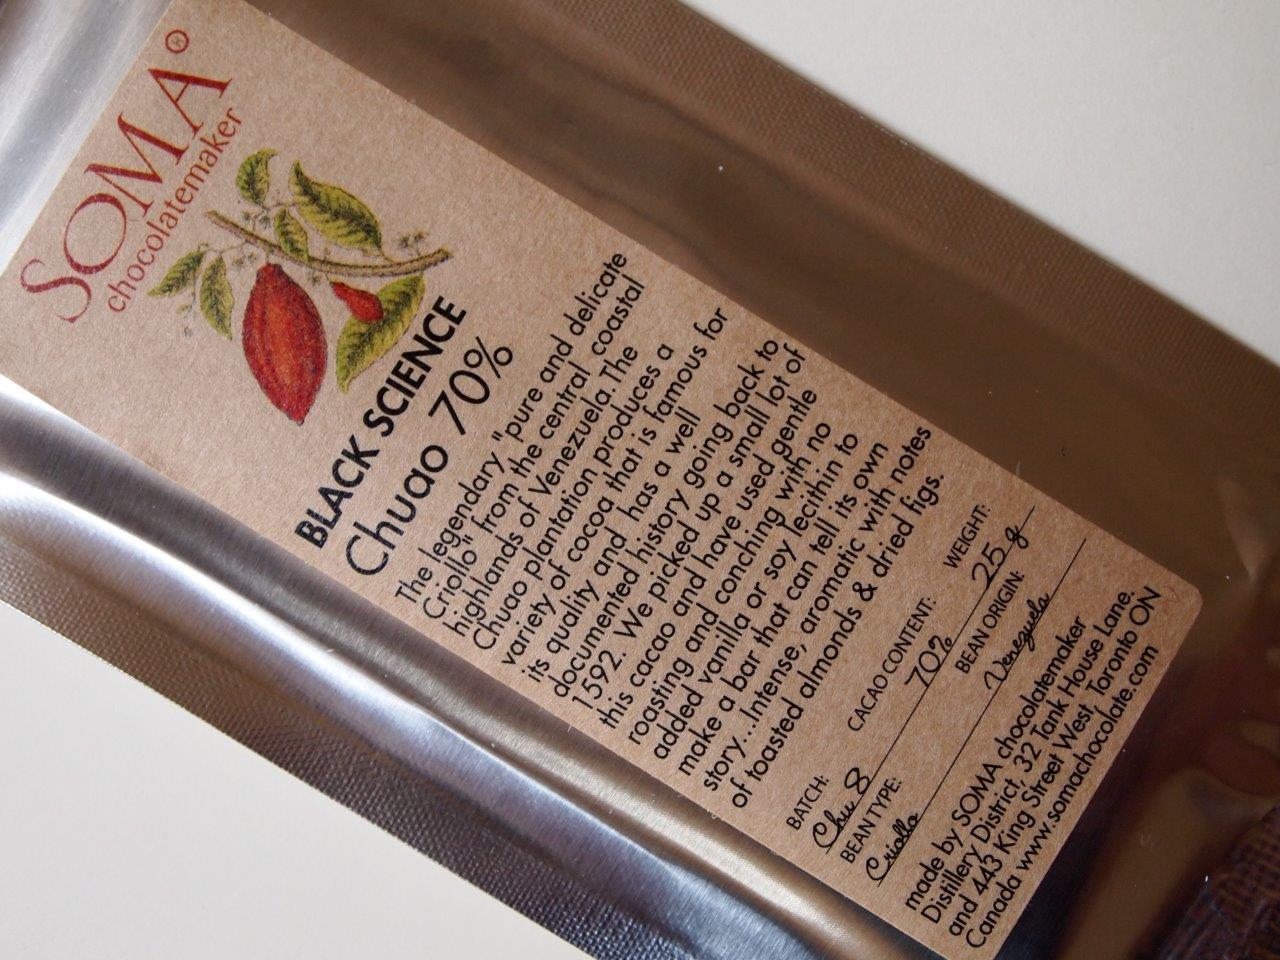 SOMA®
chocolatemaker
BLACK SCIENCE
Chuao 70%
The legendary "pure and delicate
Criollo" from the central coastal
highlands of Venezuela. The
Chuao plantation produces a
variety of cocoa that is famous for
its quality and has a well
documented history going back to
1592. We picked up a small lot of
this cacao and have used gentle
roasting and conching with no
added vanilla or soy lecithin to
make a bar that can tell its own
story...Intense, aromatic with notes
of toasted almonds & dried figs.
BATCH: CACAO CONTENT: WEIGHT:
Chu 8 70% 25 g
BEAN TYPE: BEAN ORIGIN:
Criollo Venezuela
made by SOMA chocolatemaker
Distillery District, 32 Tank House Lane.
and 443 King Street West, Toronto ON
Canada www.somachocolate.com